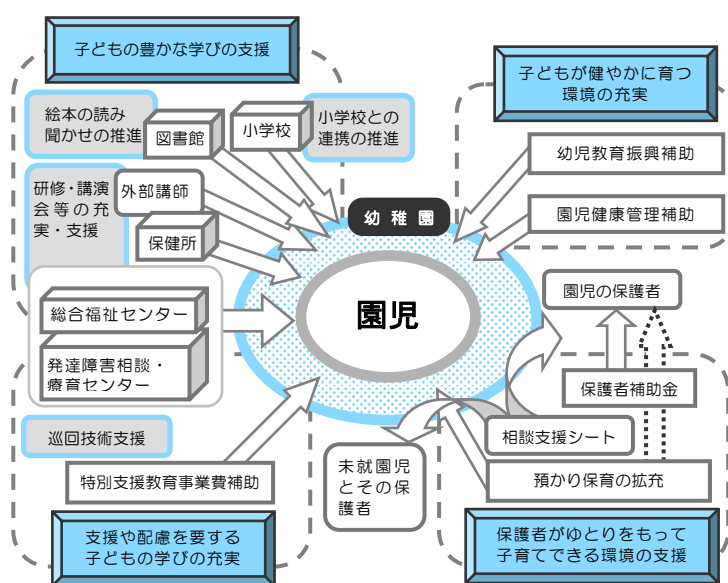 子どもの豊かな学びの支援
子どもが健やかに育つ
環境の充実
絵本の読み
聞かせの推進
図書館
小学校
小学校との
連携の推進
幼児教育振興補助
研修・講演
会等の充
実・支援
外部講師
保健所
幼稚園
園児健康管理補助
園児
園児の保護者
総合福祉センター
発達障害相談・
療育センター
保護者補助金
巡回技術支援
相談支援シート
未就園児
とその保
護者
特別支援教育事業費補助
預かり保育の拡充
支援や配慮を要する
子どもの学びの充実
保護者がゆとりをもって
子育てできる環境の支援